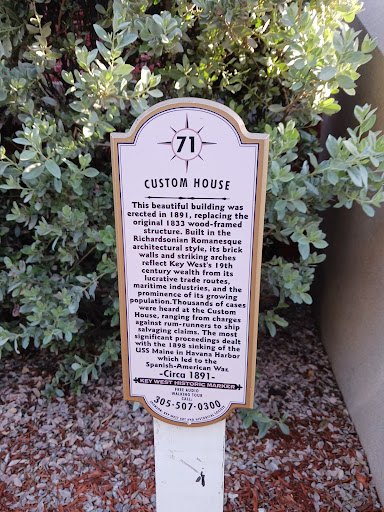 71
CUSTOM HOUSE
This beautiful building was
erected in 1891, replacing the
original 1833 wood-framed
structure. Built in the
Richardsonian Romanesque
architectural style, its brick
walls and striking arches
reflect Key West's 19th
century wealth from its
lucrative trade routes,
maritime industries, and the
prominence of its growing
population.Thousands of cases
were heard at the Custom
House, ranging from charges
against rum-runners to ship
salvaging claims. The most
significant proceedings dealt
with the 1898 sinking of the
USS Maine in Havana Harbor
which led to the
Spanish-American War.
-Circa 1891-
KEY WEST HISTORIC MARKER
FREE AUDIO
WALKING TOUR
CALL:
305-507-0300
KEY WEST ART AND HISTORICAL